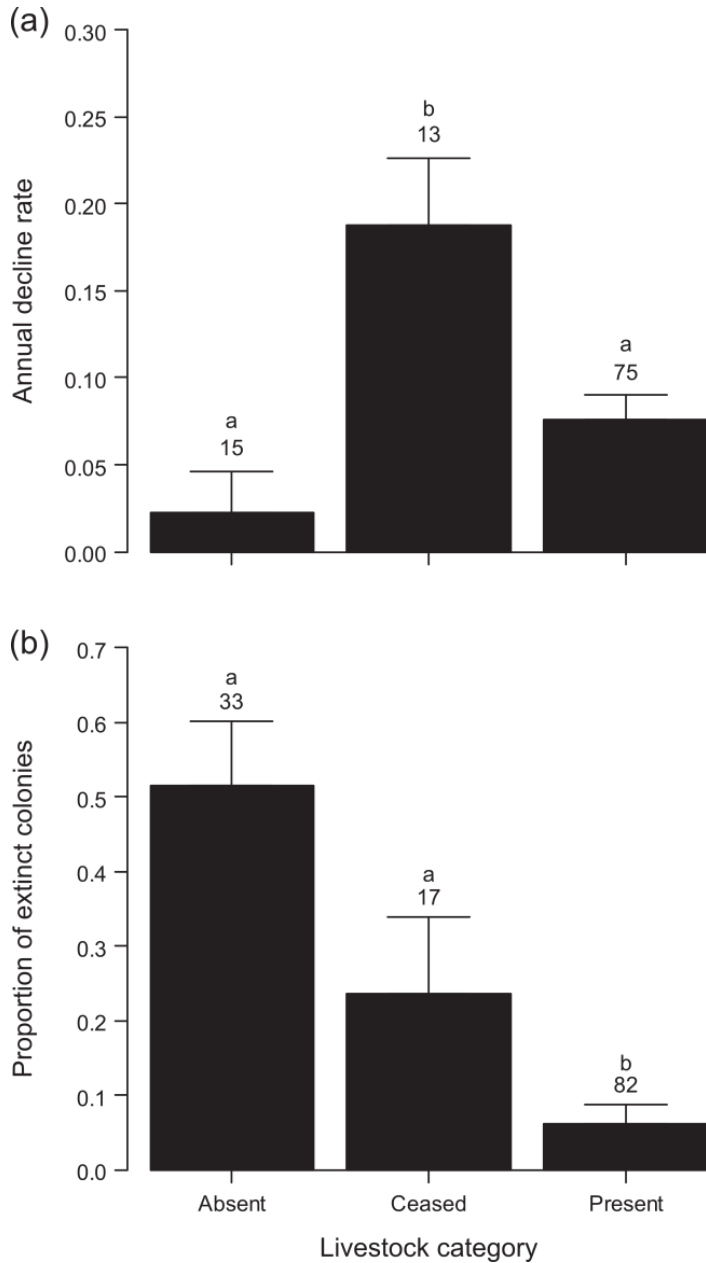 (a)
0.30
0.25
0.20
0.15
0.10
0.05
0.00
Annual decline rate
a
15
b
13
a
75
(b)
0.7
0.6
0.5
0.4
0.3
0.2
0.1
0.0
Proportion of extinct colonies
a
33
a
17
b
82
Absent Ceased Present
Livestock category